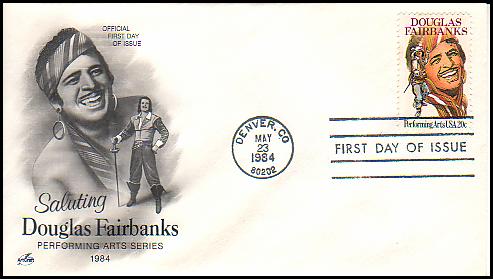 OFFICIAL
FIRST DAY
OF ISSUE
Saluting
Douglas Fairbanks
PERFORMING ARTS SERIES
1984
DENVER, CO
MAY
23
1984
80202
DOUGLAS
FAIRBANKS
Performing Arts USA 20c
FIRST DAY OF ISSUE